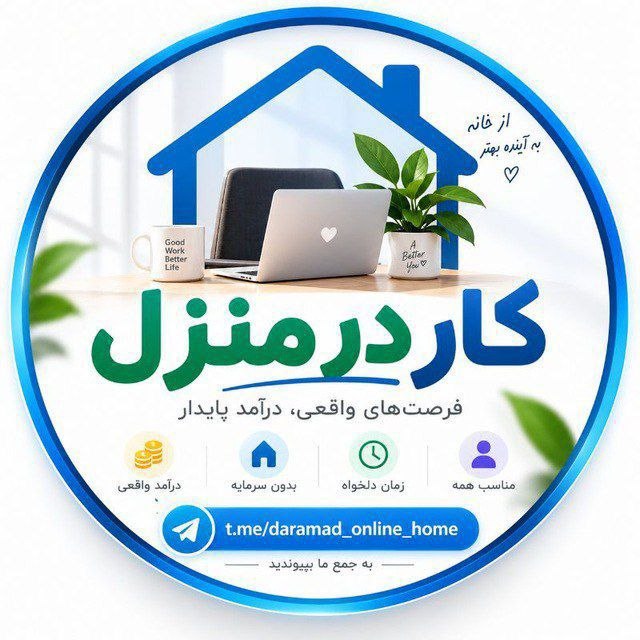 از خانه
به آینده بهتر
Good
Work
Better
Life
A
Better
You
کار در منزل
فرصت‌های واقعی، درآمد پایدار
مناسب همه
زمان دلخواه
بدون سرمایه
درآمد واقعی
t.me/daramad_online_home
به جمع ما بپیوندید